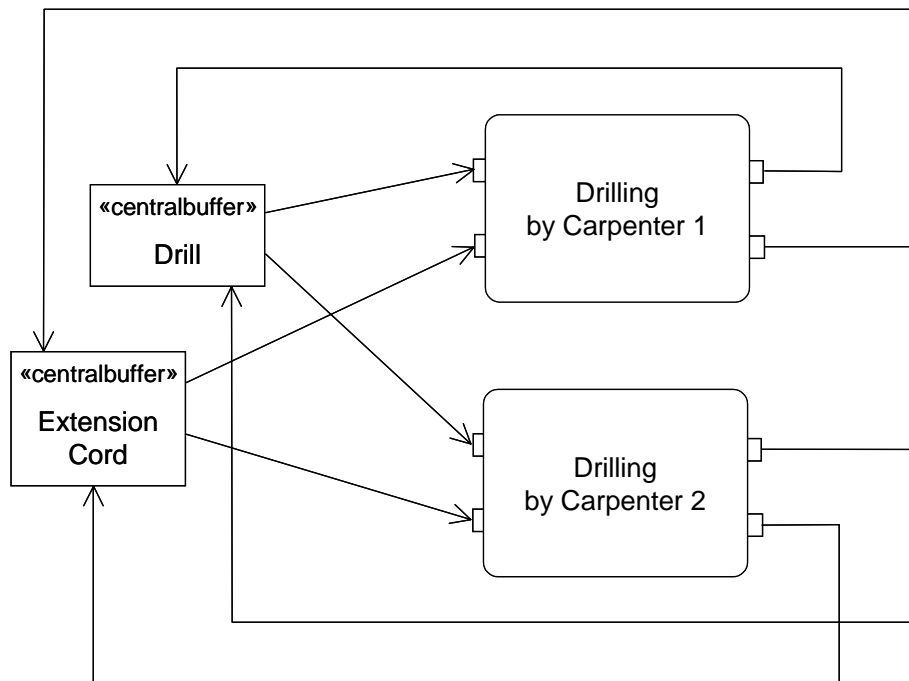 Drilling
by Carpenter 1
«centralbuffer»
Drill
«centralbuffer»
Extension
Cord
Drilling
by Carpenter 2